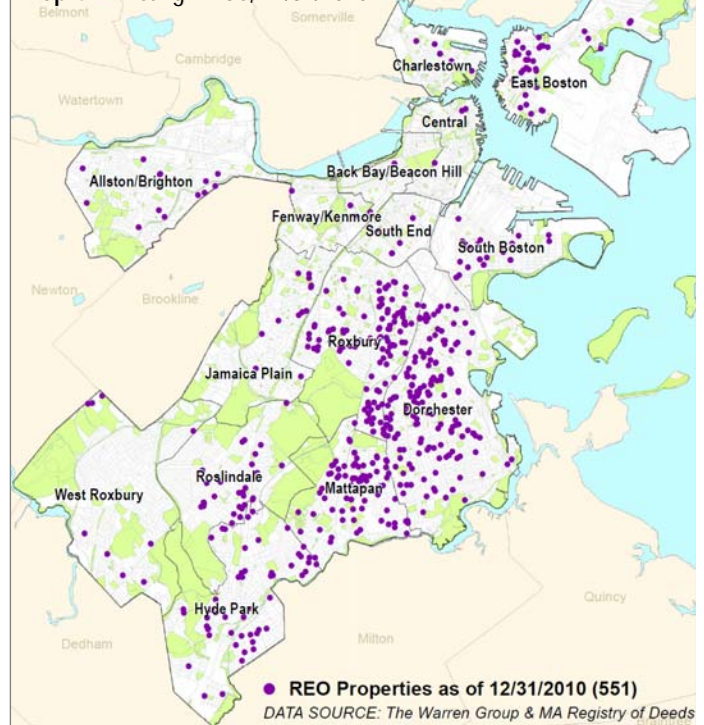 Belmont
Somerville
Charlestown
Cambridge
East Boston
Watertown
Central
Back Bay/Beacon Hill
Allston/Brighton
Fenway/Kenmore
South End
South Boston
Newton
Brookline
Roxbury
Jamaica Plain
Dorchester
Roslindale
West Roxbury
Mattapan
Quincy
Hyde Park
Dedham
Milton
REO Properties as of 12/31/2010 (551)
DATA SOURCE: The Warren Group & MA Registry of Deeds